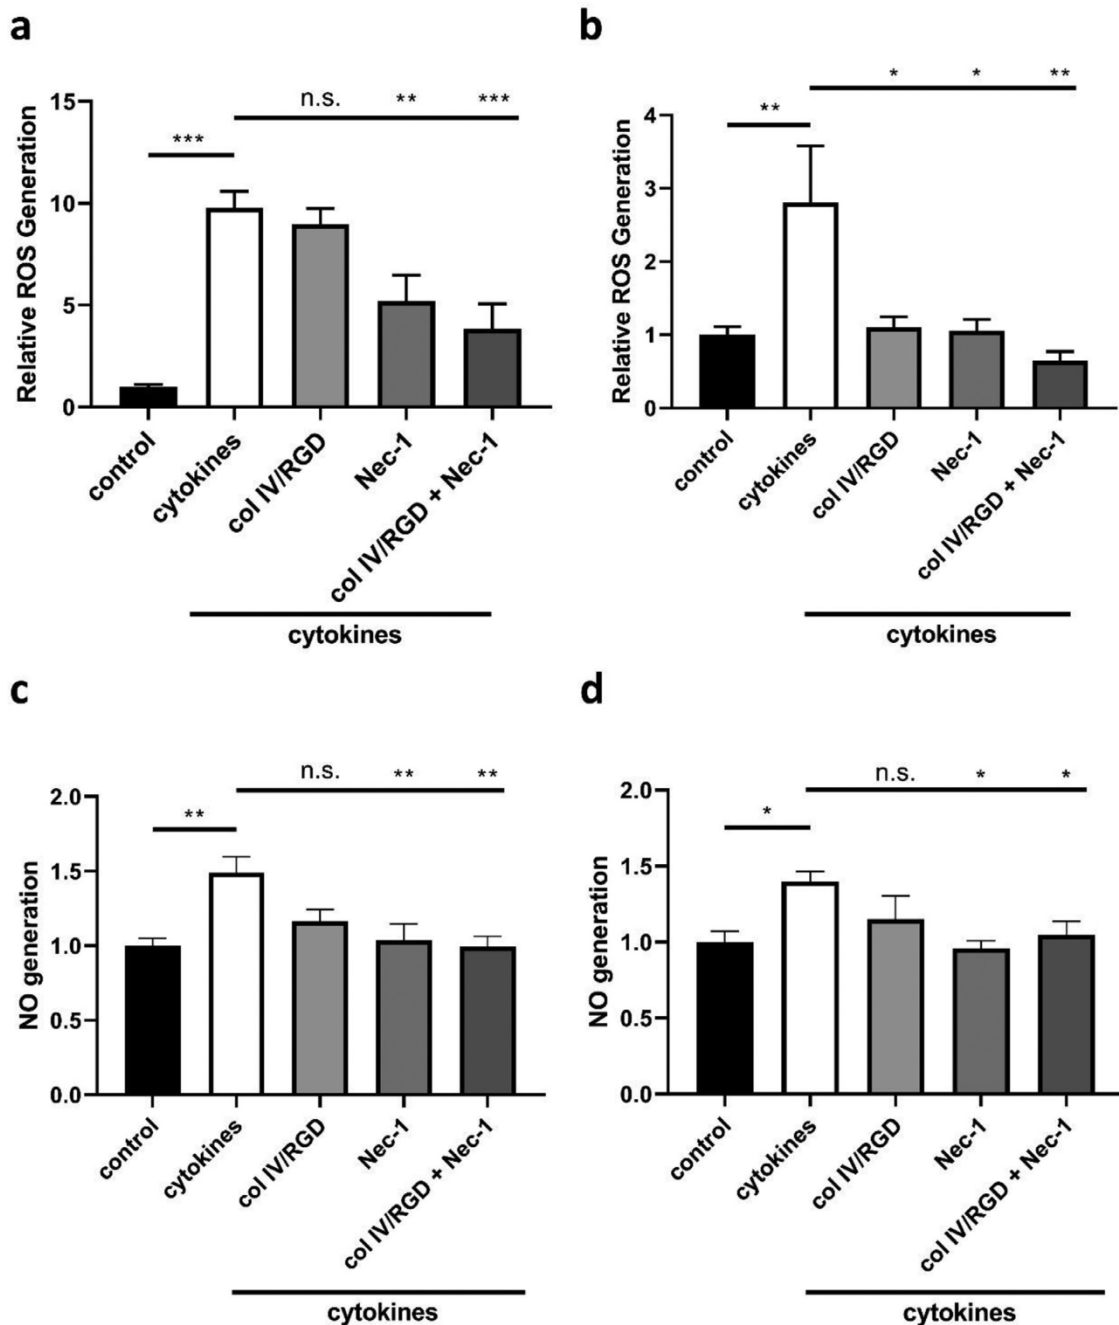 a
n.s. ** ***
***
15
10
5
0
Relative ROS Generation
control
cytokines
col IV/RGD
Nec-1
col IV/RGD + Nec-1
cytokines
b
* * **
**
4
3
2
1
0
Relative ROS Generation
control
cytokines
col IV/RGD
Nec-1
col IV/RGD + Nec-1
cytokines
c
n.s. ** **
**
2.0
1.5
1.0
0.5
0.0
NO generation
control
cytokines
col IV/RGD
Nec-1
col IV/RGD + Nec-1
cytokines
d
n.s. * *
*
2.0
1.5
1.0
0.5
0.0
NO generation
control
cytokines
col IV/RGD
Nec-1
col IV/RGD + Nec-1
cytokines